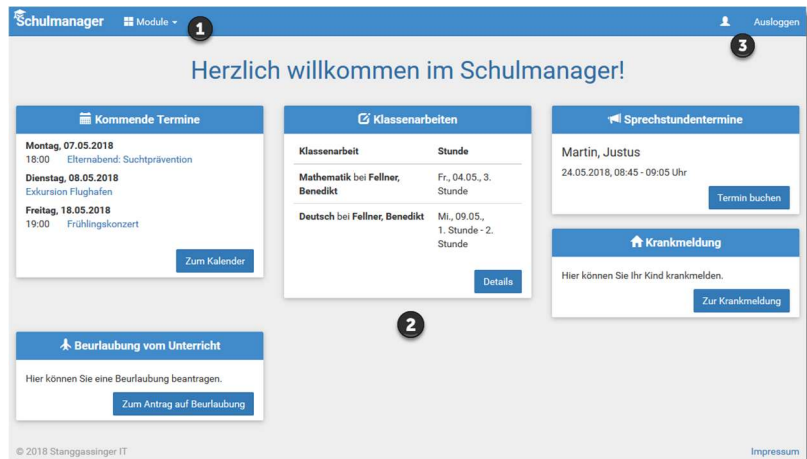 Schulmanager
Module
1
Ausloggen
3
Herzlich willkommen im Schulmanager!
Kommende Termine
Montag, 07.05.2018
18:00 Elternabend: Suchtprävention
Dienstag, 08.05.2018
Exkursion Flughafen
Freitag, 18.05.2018
19:00 Frühlingskonzert
Zum Kalender
Klassenarbeiten
Klassenarbeit Stunde
Mathematik bei Fellner, Fr., 04.05., 3.
Benedikt Stunde
Deutsch bei Fellner, Benedikt Mi., 09.05.,
1. Stunde - 2.
Stunde
Details
2
Sprechstundentermine
Martin, Justus
24.05.2018, 08:45 - 09:05 Uhr
Termin buchen
Krankmeldung
Hier können Sie Ihr Kind krankmelden.
Zur Krankmeldung
Beurlaubung vom Unterricht
Hier können Sie eine Beurlaubung beantragen.
Zum Antrag auf Beurlaubung
© 2018 Stanggassinger IT
Impressum